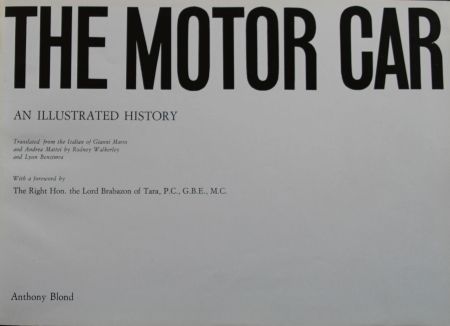 THE MOTOR CAR
AN ILLUSTRATED HISTORY
Translated from the Italian of Gianni Marin
and Andrea Mattei by Rodney Walkerley
and Lyon Benzimra
With a foreword by
The Right Hon. the Lord Brabazon of Tara, P.C., G.B.E., M.C.
Anthony Blond